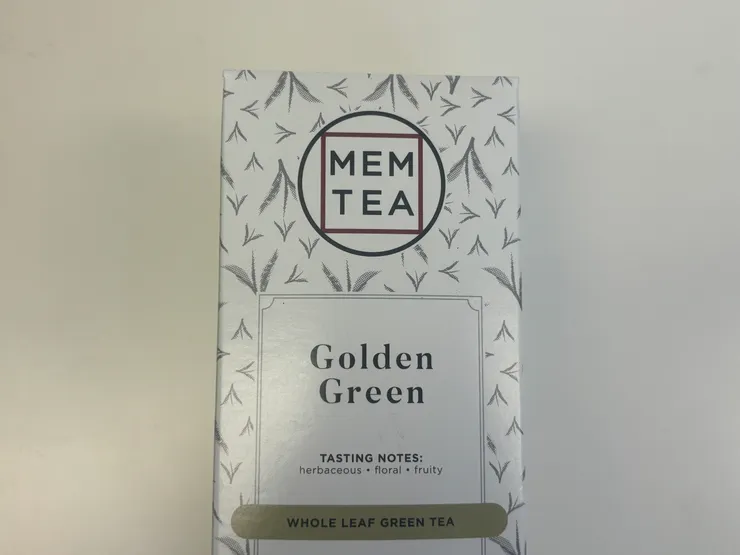 MEM
TEA
Golden
Green
TASTING NOTES:
herbaceous • floral • fruity
WHOLE LEAF GREEN TEA